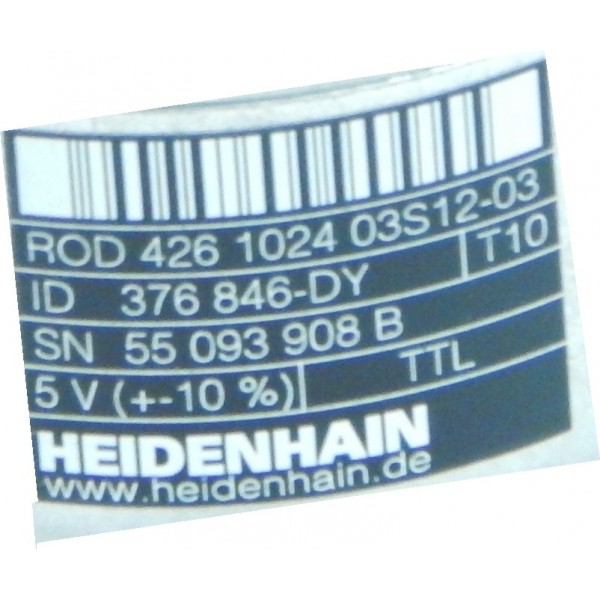 ROD 426 1024 03S12-03
ID 376 846-DY T10
SN 55 093 908 B
5 V (+-10 %) TTL
HEIDENHAIN
www.heidenhain.de